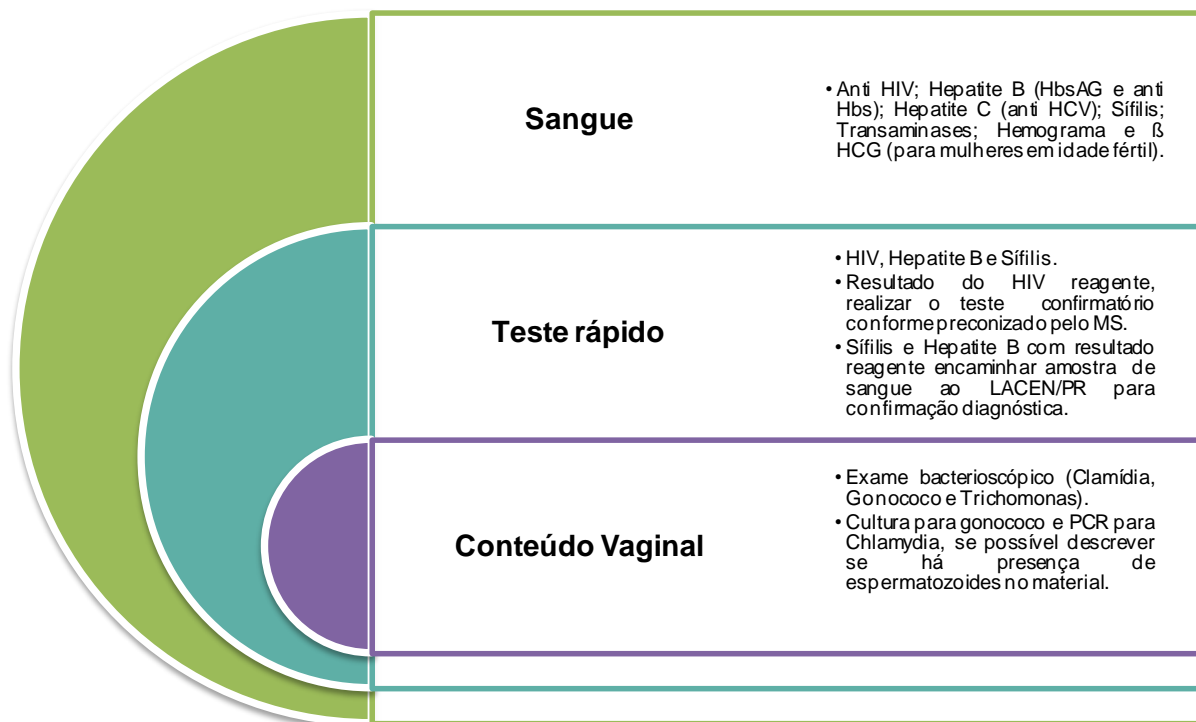 Sangue
• Anti HIV; Hepatite B (HbsAG e anti
Hbs); Hepatite C (anti HCV); Sífilis;
Transaminases; Hemograma e ß
HCG (para mulheres em idade fértil).
Teste rápido
• HIV, Hepatite B e Sífilis.
• Resultado do HIV reagente,
realizar o teste confirmatório
conforme preconizado pelo MS.
• Sífilis e Hepatite B com resultado
reagente encaminhar amostra de
sangue ao LACEN/PR para
confirmação diagnóstica.
Conteúdo Vaginal
• Exame bacterioscópico (Clamídia,
Gonococo e Trichomonas).
• Cultura para gonococo e PCR para
Chlamydia, se possível descrever
se há presença de
espermatozoides no material.